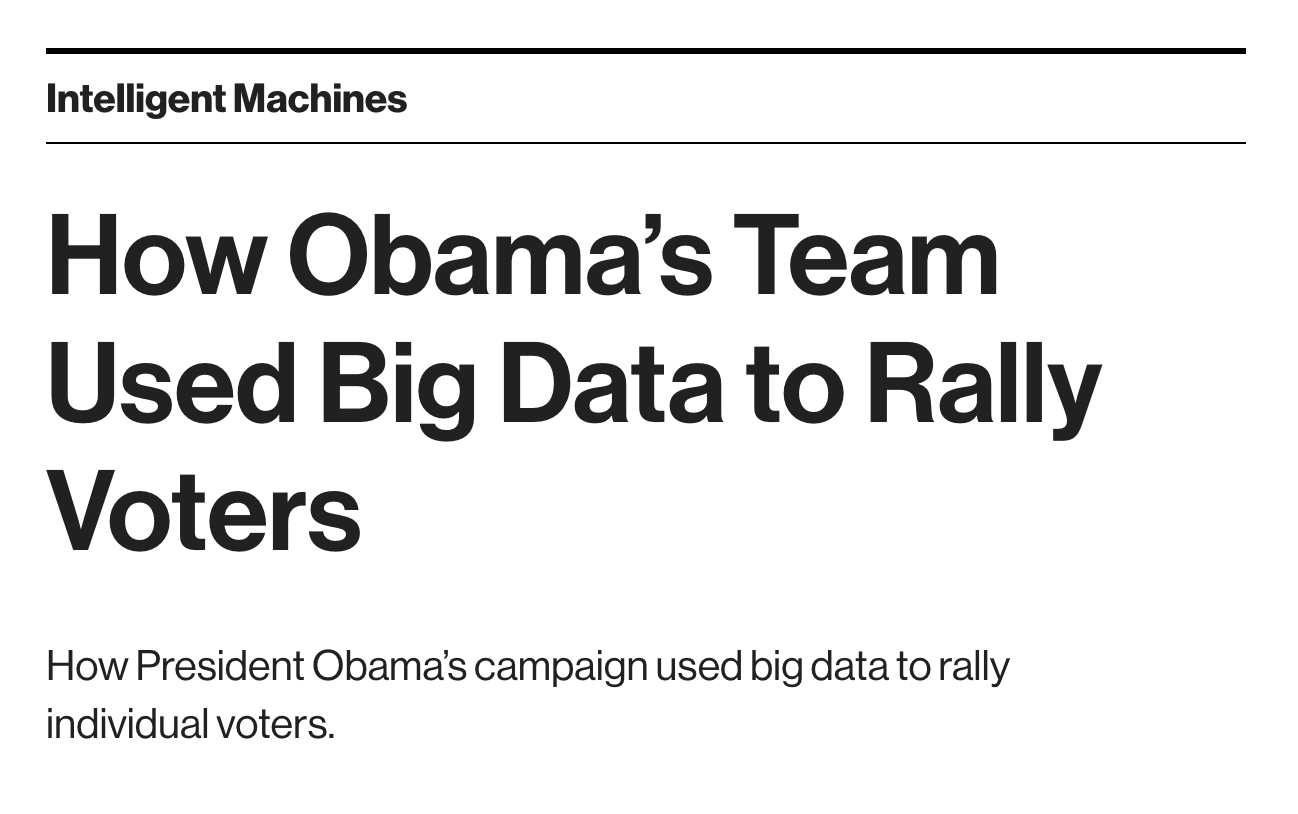 Intelligent Machines
How Obama’s Team
Used Big Data to Rally
Voters
How President Obama’s campaign used big data to rally
individual voters.